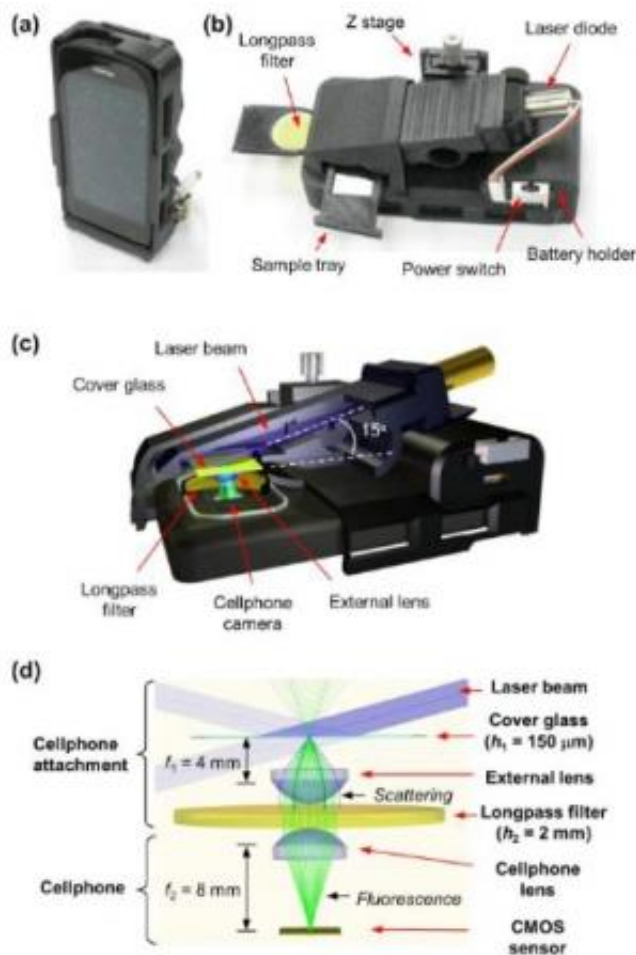 (a)
(b)
Longpass
filter
Z stage
Laser diode
Sample tray
Power switch
Battery holder
(c)
Laser beam
Cover glass
15°
Longpass
filter
Cellphone
camera
External lens
(d)
Laser beam
Cover glass
(h1 = 150 μm)
Cellphone
attachment
f1 = 4 mm
External lens
Scattering
Longpass filter
(h2 = 2 mm)
Cellphone
lens
Cellphone
f2 = 8 mm
Fluorescence
CMOS
sensor